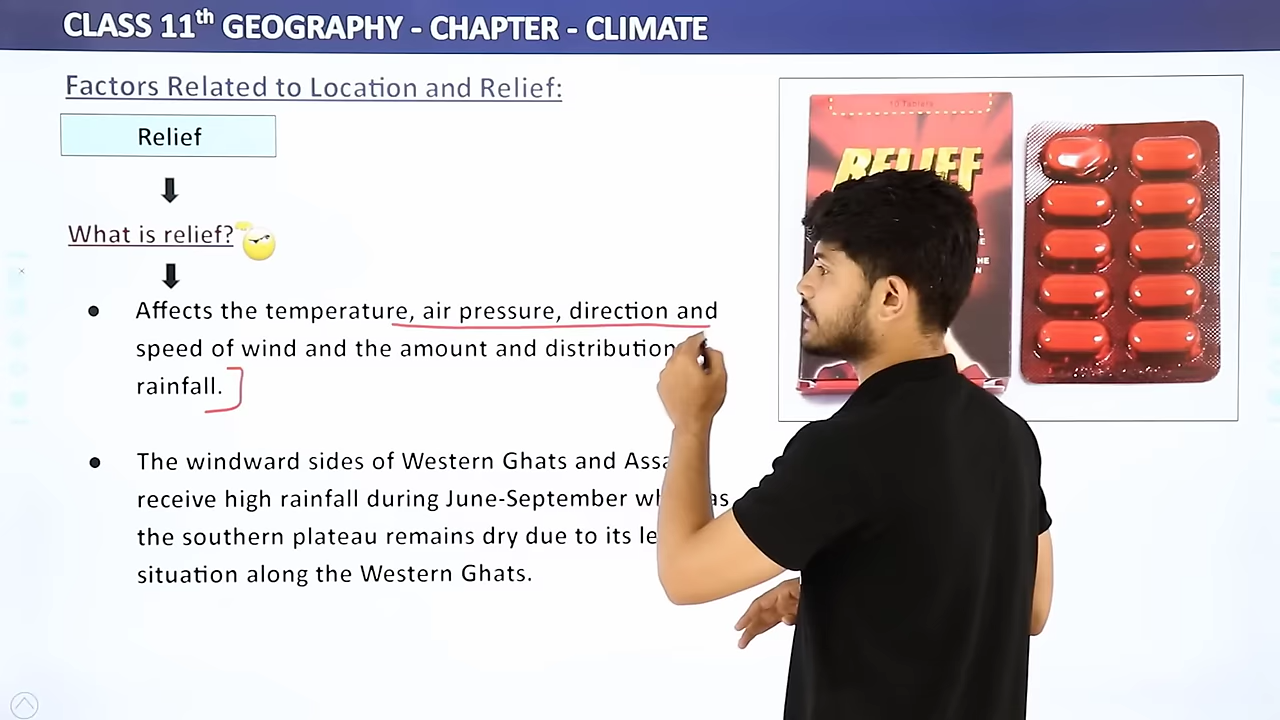 CLASS 11th GEOGRAPHY - CHAPTER - CLIMATE
Factors Related to Location and Relief:
Relief
What is relief?
Affects the temperature, air pressure, direction and
speed of wind and the amount and distribution
rainfall.
The windward sides of Western Ghats and
receive high rainfall during June-September
the southern plateau remains dry due to its
situation along the Western Ghats.
10 Tablets
RELIEF